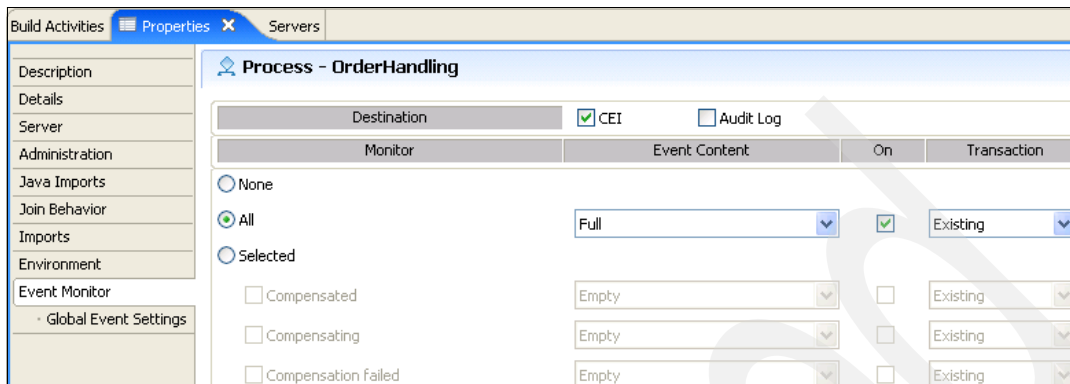 Build Activities Properties Servers
Description
Details
Server
Administration
Java Imports
Join Behavior
Imports
Environment
Event Monitor
Global Event Settings
Process - OrderHandling
Destination CEI Audit Log
Monitor Event Content On Transaction
None
All Full Existing
Selected
Compensated Empty Existing
Compensating Empty Existing
Compensation failed Empty Existing